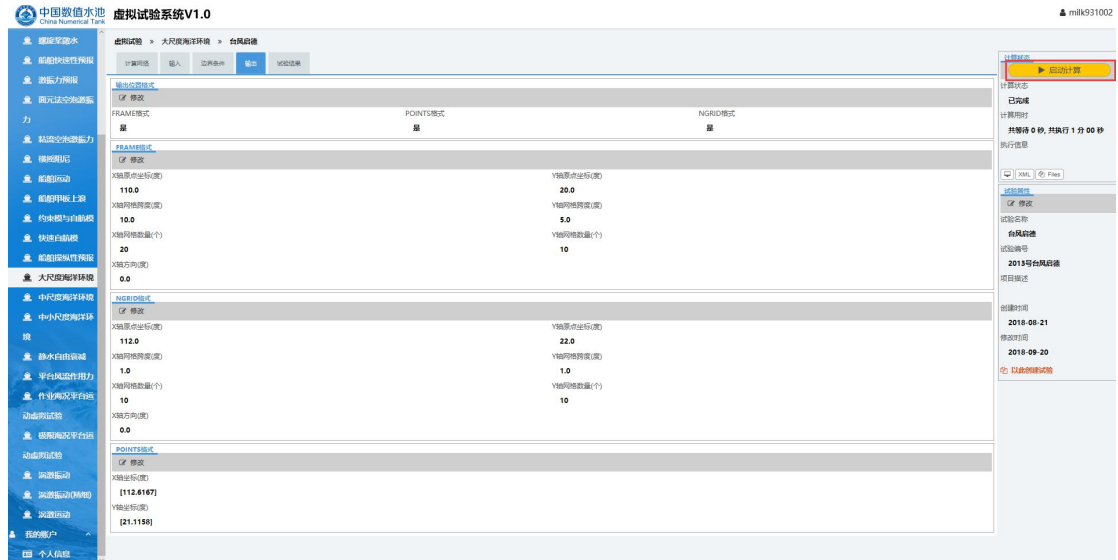 中国数值水池
China Numerical Tank
虚拟试验系统V1.0
milk931002
螺旋桨敞水
船舶快速性预报
激振力预报
面元法空泡激振
力
粘流空泡激振力
横摇阻尼
船舶运动
船舶甲板上浪
约束模与自航模
快速自航模
船舶操纵性预报
大尺度海洋环境
中尺度海洋环境
中小尺度海洋环
境
静水自由衰减
平台风流作用力
作业海况平台运
动虚拟试验
极限海况平台运
动虚拟试验
涡激振动
涡激振动(精细)
涡激运动
我的账户
个人信息
虚拟试验 » 大尺度海洋环境 » 台风启德
计算网格 输入 边界条件 输出 试验结果
输出位置格式
修改
FRAME格式 POINTS格式 NGRID格式
是 是 是
FRAME格式
修改
X轴原点坐标(度) Y轴原点坐标(度)
110.0 20.0
X轴网格跨度(度) Y轴网格跨度(度)
10.0 5.0
X轴网格数量(个) Y轴网格数量(个)
20 10
X轴方向(度)
0.0
NGRID格式
修改
X轴原点坐标(度) Y轴原点坐标(度)
112.0 22.0
X轴网格跨度(度) Y轴网格跨度(度)
1.0 1.0
X轴网格数量(个) Y轴网格数量(个)
10 10
X轴方向(度)
0.0
POINTS格式
修改
X轴坐标(度)
[112.6167]
Y轴坐标(度)
[21.1158]
计算状态
启动计算
计算状态
已完成
计算用时
共等待 0 秒, 共执行 1 分 00 秒
执行信息
XML Files
试验属性
修改
试验名称
台风启德
试验编号
2013号台风启德
项目描述
创建时间
2018-08-21
修改时间
2018-09-20
以此创建试验